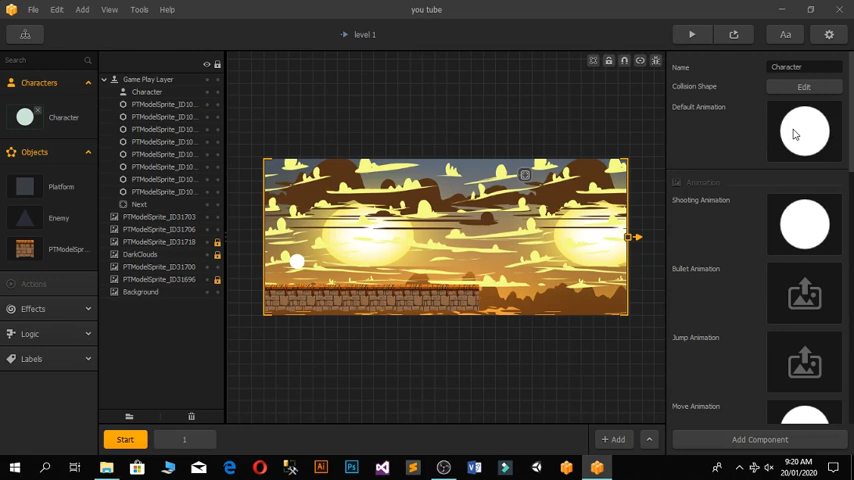 File Edit Add View Tools Help
you tube
level 1
Aa
Search
Characters
Character
Objects
Platform
Enemy
PTModelSpr...
Actions
Effects
Logic
Labels
Game Play Layer
Character
PTModelSprite_ID10...
PTModelSprite_ID10...
PTModelSprite_ID10...
PTModelSprite_ID10...
PTModelSprite_ID10...
PTModelSprite_ID10...
PTModelSprite_ID10...
PTModelSprite_ID10...
Next
PTModelSprite_ID31703
PTModelSprite_ID31706
PTModelSprite_ID31718
DarkClouds
PTModelSprite_ID31700
PTModelSprite_ID31696
Background
Start
1
+ Add
Name
Character
Collision Shape
Edit
Default Animation
Animation
Shooting Animation
Bullet Animation
Jump Animation
Move Animation
Add Component
Ai
Ps
9:20 AM
20/01/2020